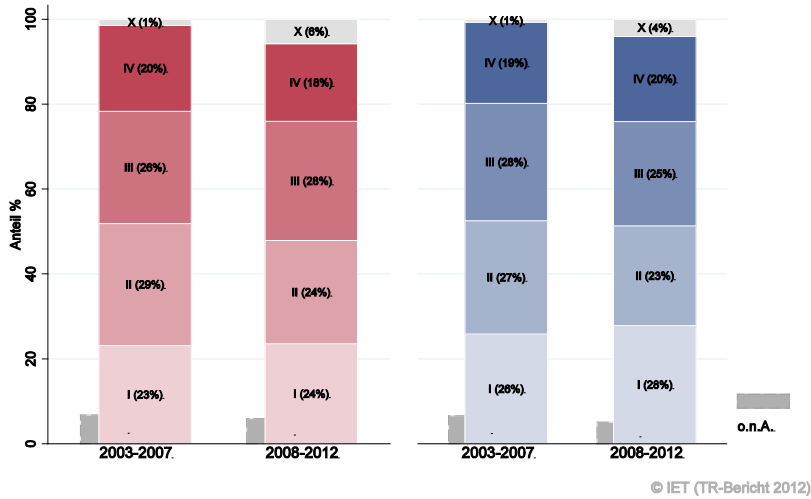 Anteil %
100
80
60
40
20
0
X (1%).
IV (20%).
III (26%).
II (29%).
I (23%).
2003-2007.
X (6%).
IV (18%).
III (28%).
II (24%).
I (24%).
2008-2012.
X (1%).
IV (19%).
III (28%).
II (27%).
I (26%).
2003-2007.
X (4%).
IV (20%).
III (25%).
II (23%).
I (28%).
2008-2012.
o.n.A..
© IET (TR-Bericht 2012)